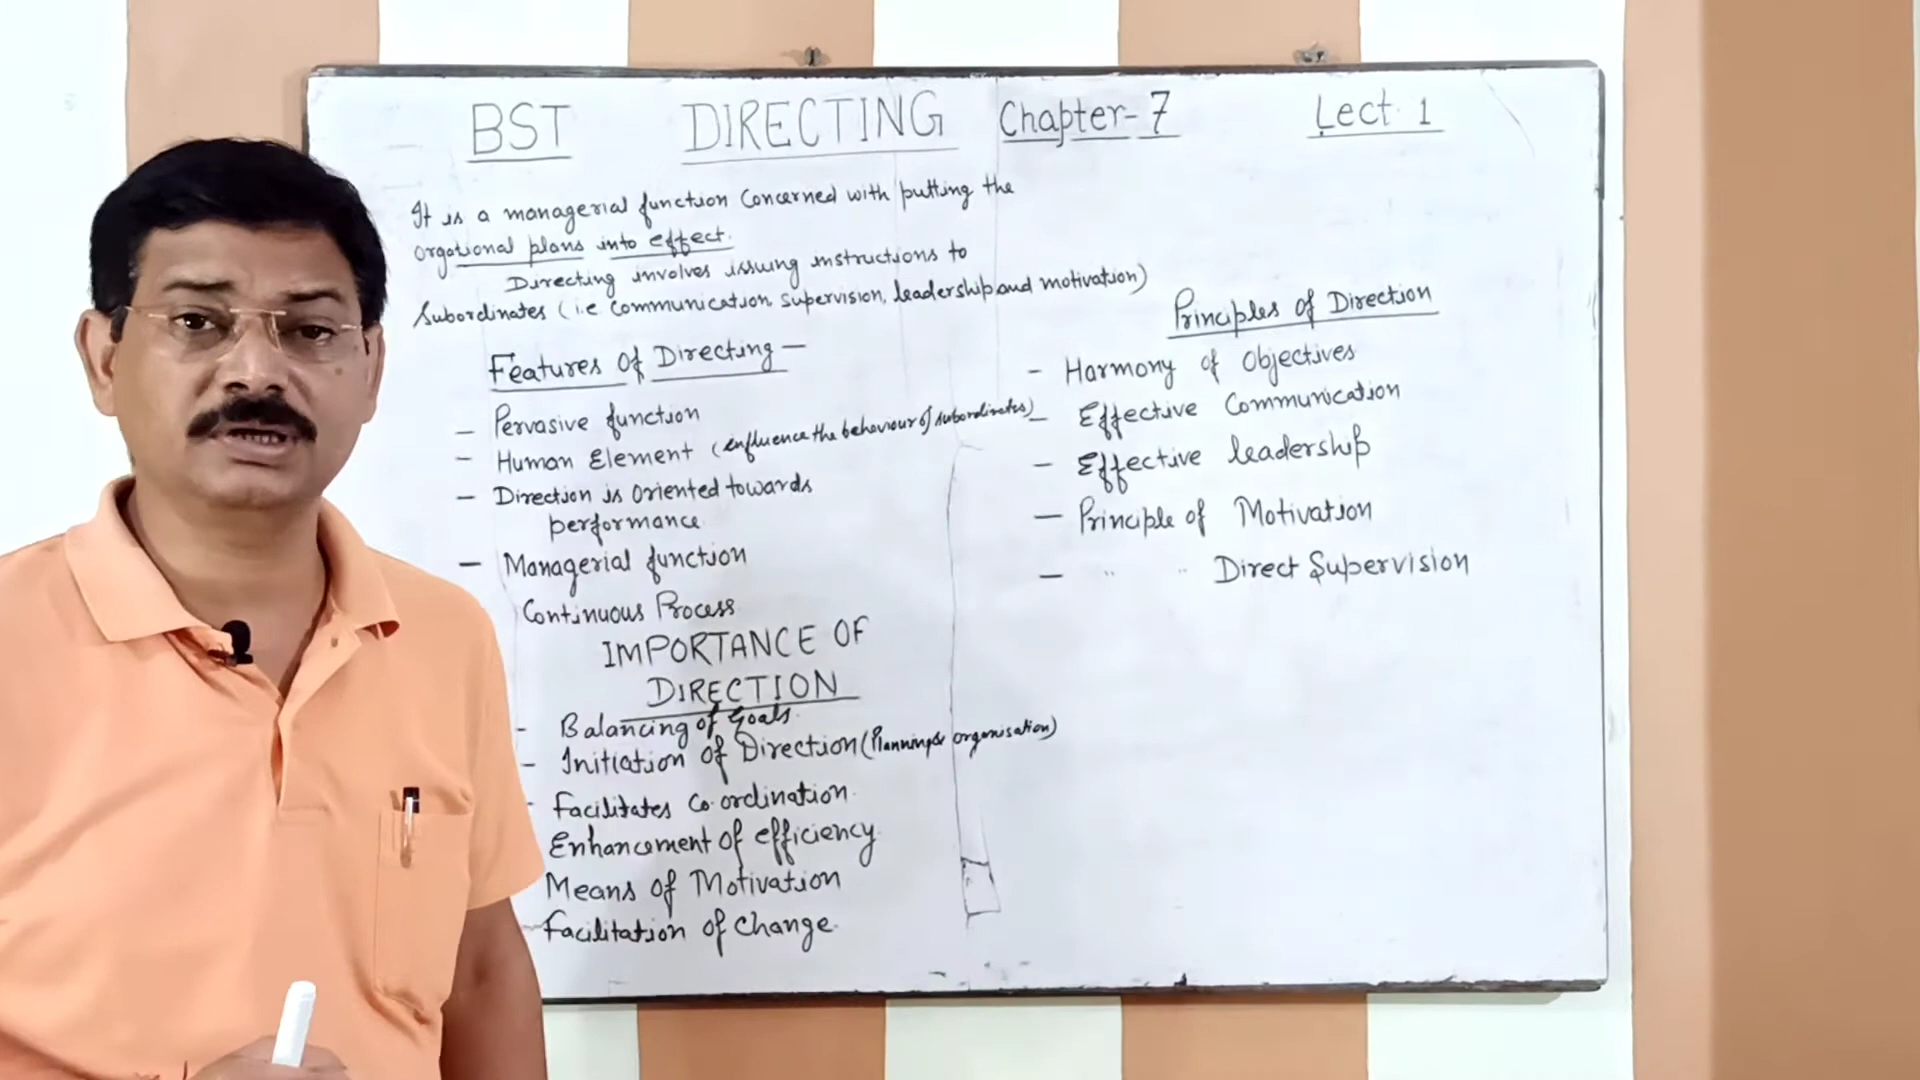 BST DIRECTING Chapter-7 Lect. 1
It is a managerial function Concerned with putting the
orgational plans into effect.
Directing involves issuing instructions to
Subordinates (i.e communication, supervision, leadership and motivation)
Features of Directing —
— Pervasive function
— Human Element (influence the behaviour of subordinates)
— Direction is Oriented towards
performance.
— Managerial function
Continuous Process
IMPORTANCE OF
DIRECTION
- Balancing of Goals.
- Initiation of Direction (Planning & organisation)
- Facilitates Co-ordination.
Enhancement of efficiency.
Means of Motivation
Facilitation of change.
Principles of Direction
- Harmony of Objectives
- Effective Communication
- Effective leadership
- Principle of Motivation
- " " Direct Supervision